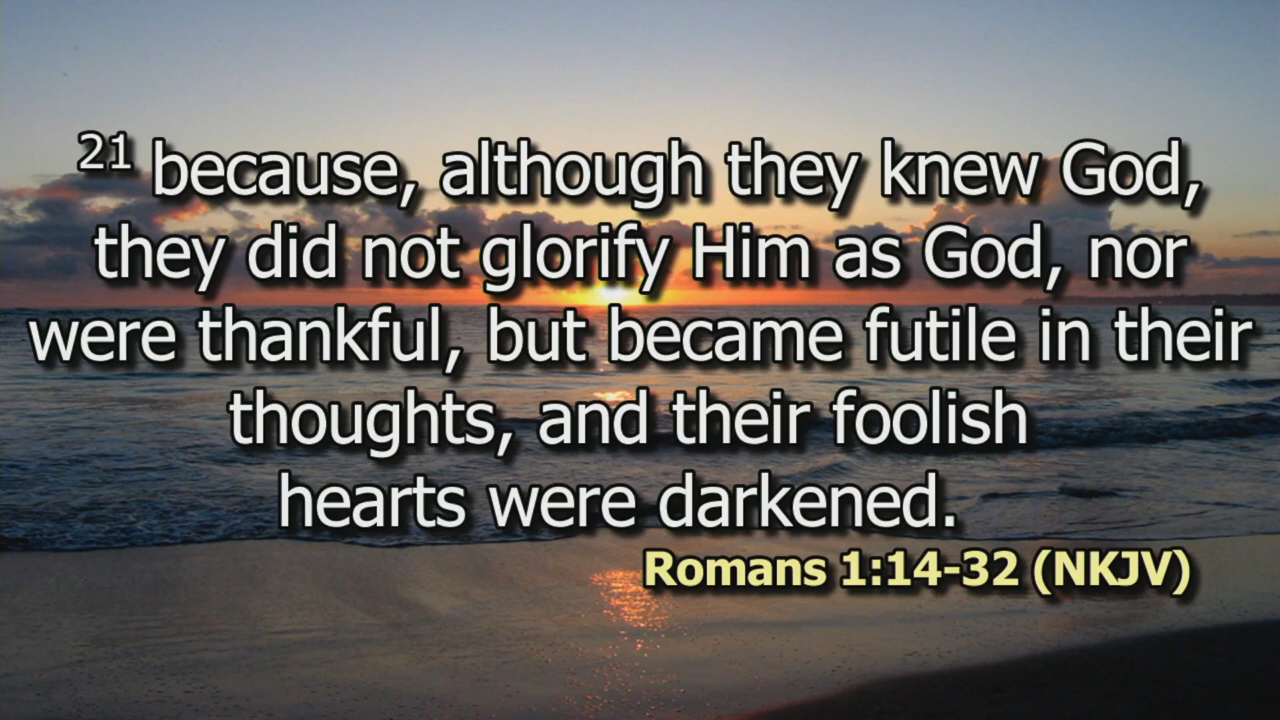 21 because, although they knew God,
they did not glorify Him as God, nor
were thankful, but became futile in their
thoughts, and their foolish
hearts were darkened.
Romans 1:14-32 (NKJV)